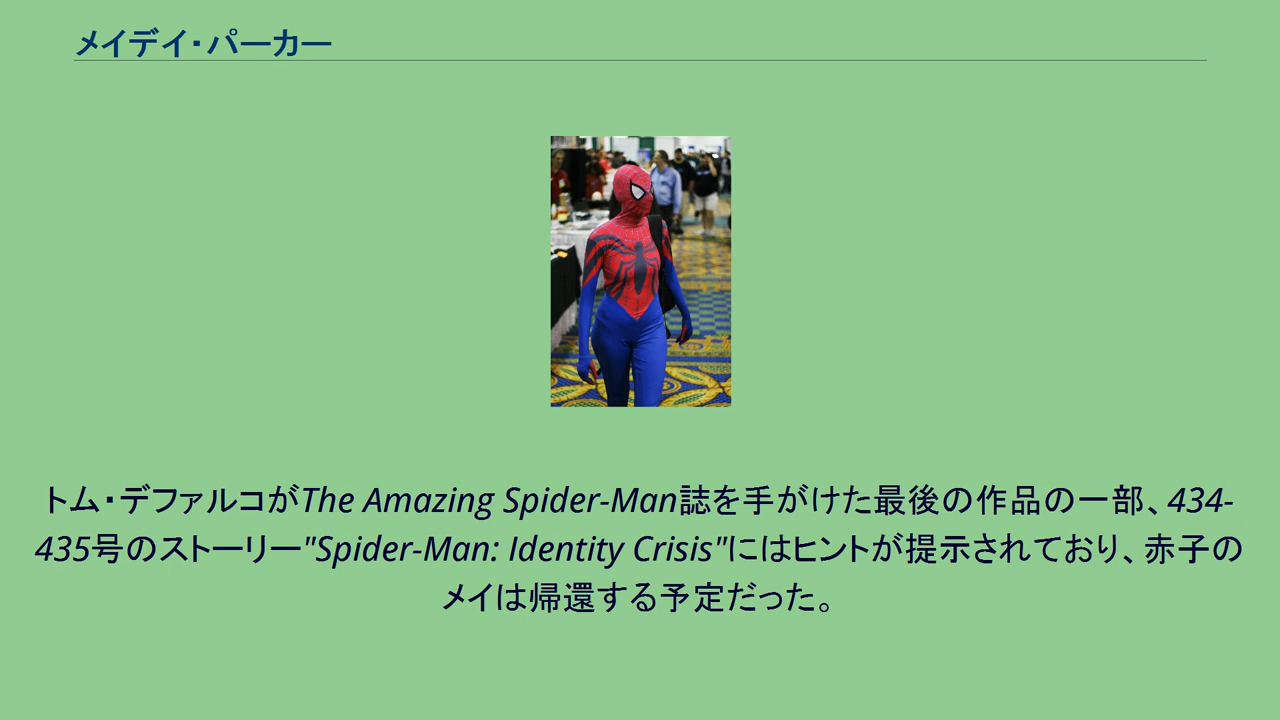 メイデイ・パーカー
トム・デファルコがThe Amazing Spider-Man誌を手がけた最後の作品の一部、434-
435号のストーリー"Spider-Man: Identity Crisis"にはヒントが提示されており、赤子の
メイは帰還する予定だった。